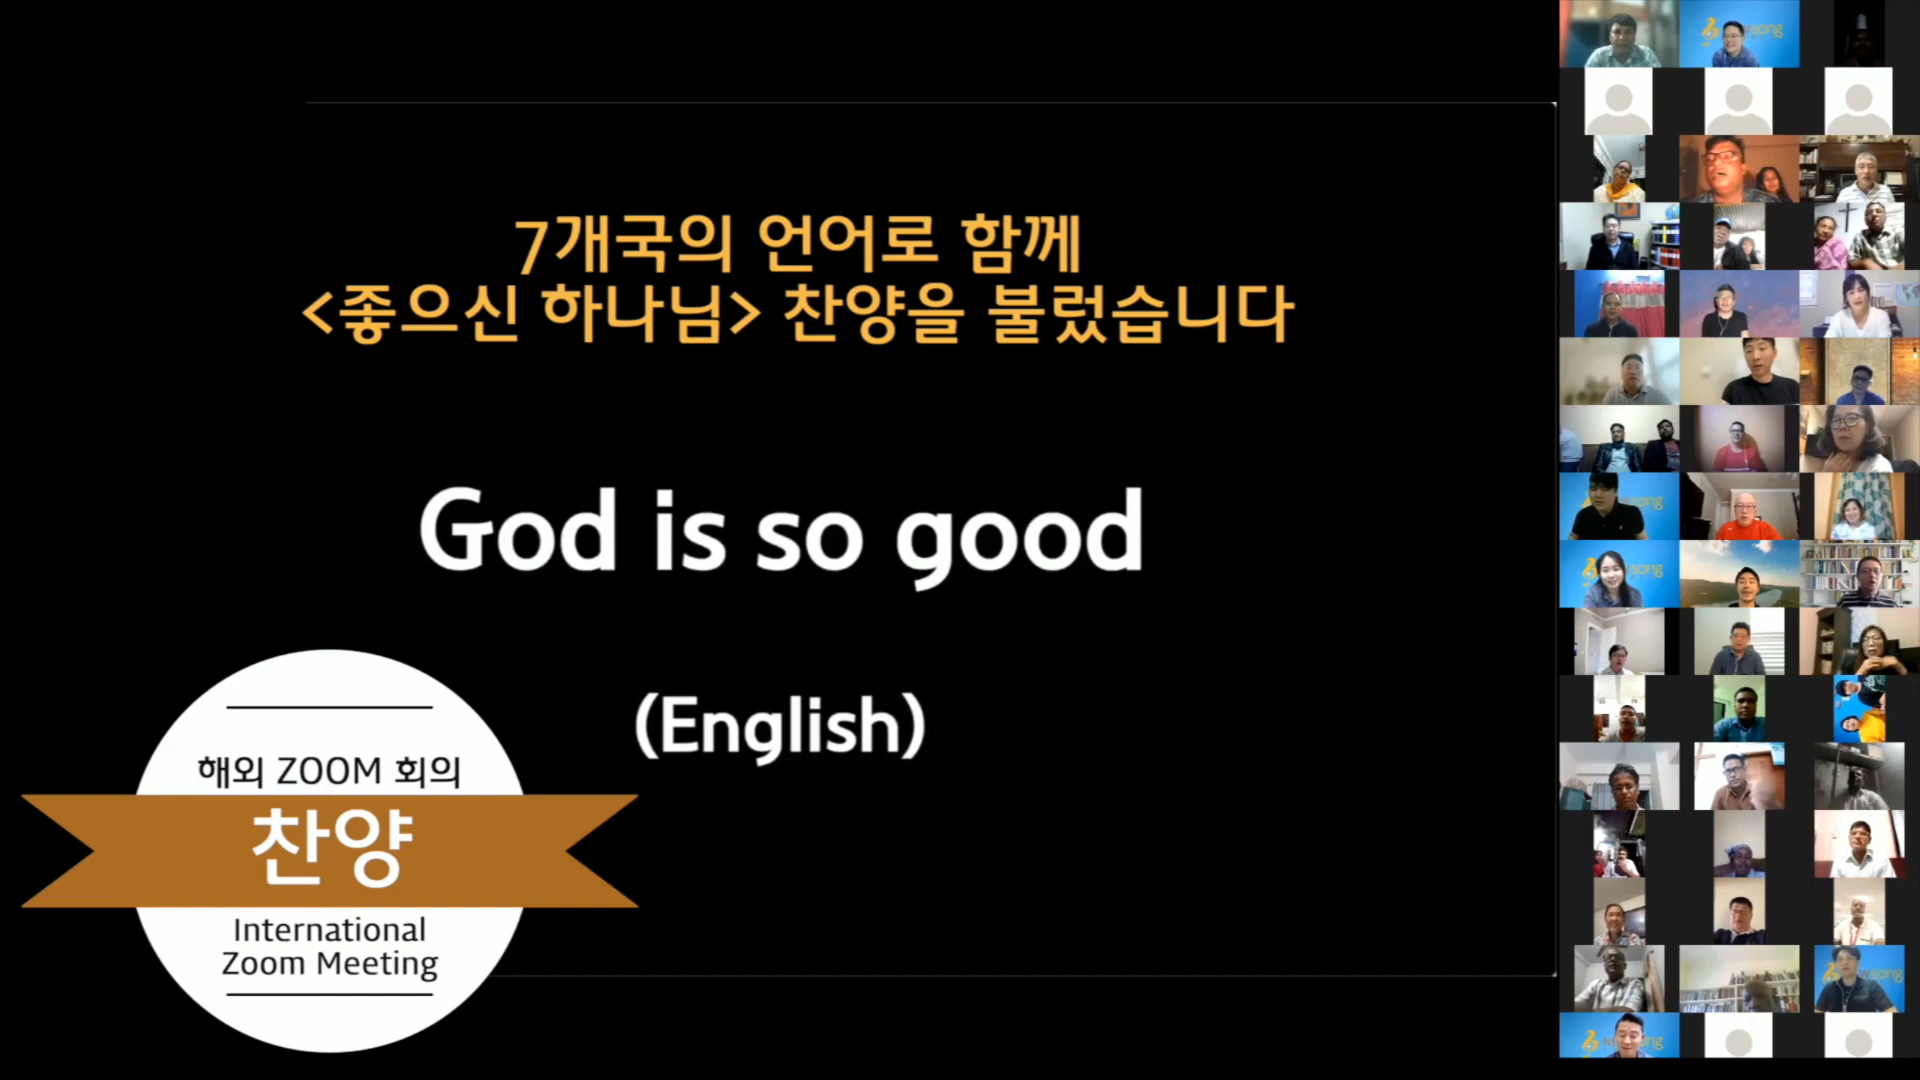 7개국의 언어로 함께
<좋으신 하나님> 찬양을 불렀습니다
God is so good
(English)
해외 ZOOM 회의
찬양
International
Zoom Meeting